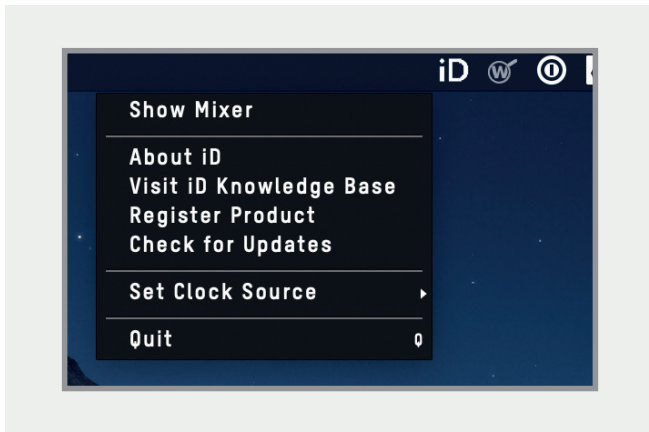 iD
Show Mixer
About iD
Visit iD Knowledge Base
Register Product
Check for Updates
Set Clock Source
Quit Q